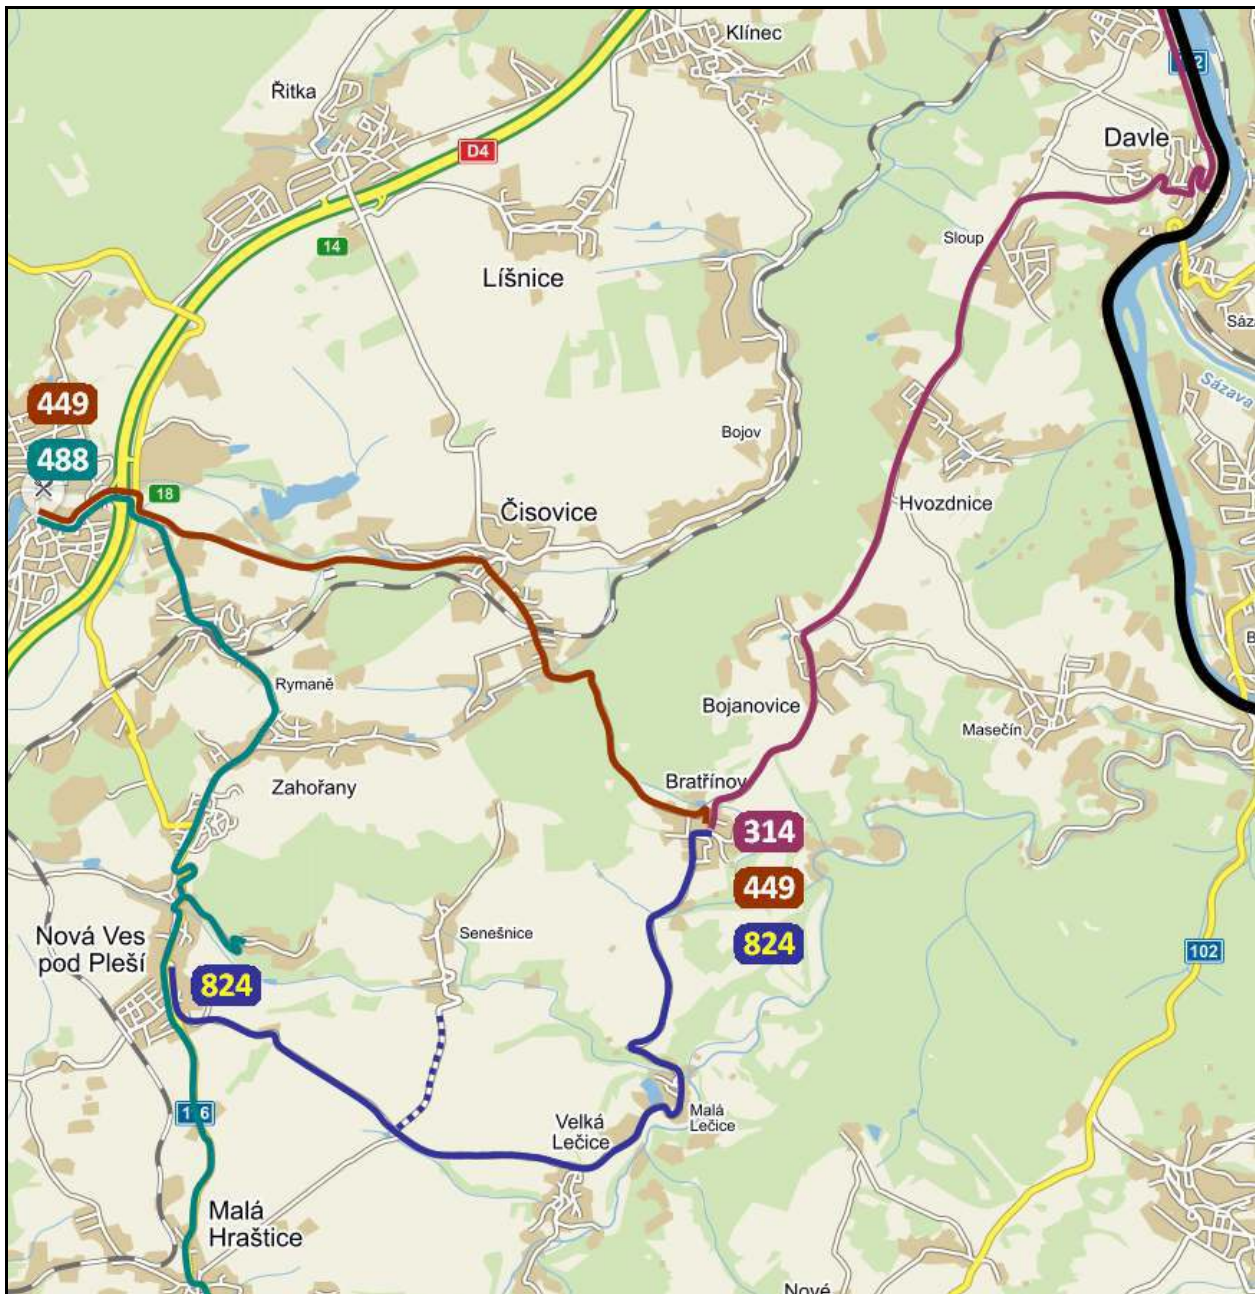 Klínec
Řitka
D4
Davle
14
Sloup
Líšnice
Sázava
449
Bojov
488
18
Čisovice
Hvozdnice
Rymaně
Bojanovice
Masečín
Bratřínov
Zahořany
314
449
824
Senešnice
Nová Ves
pod Pleší
102
824
Malá
Lečice
Velká
Lečice
Malá
Hraštice
Nové